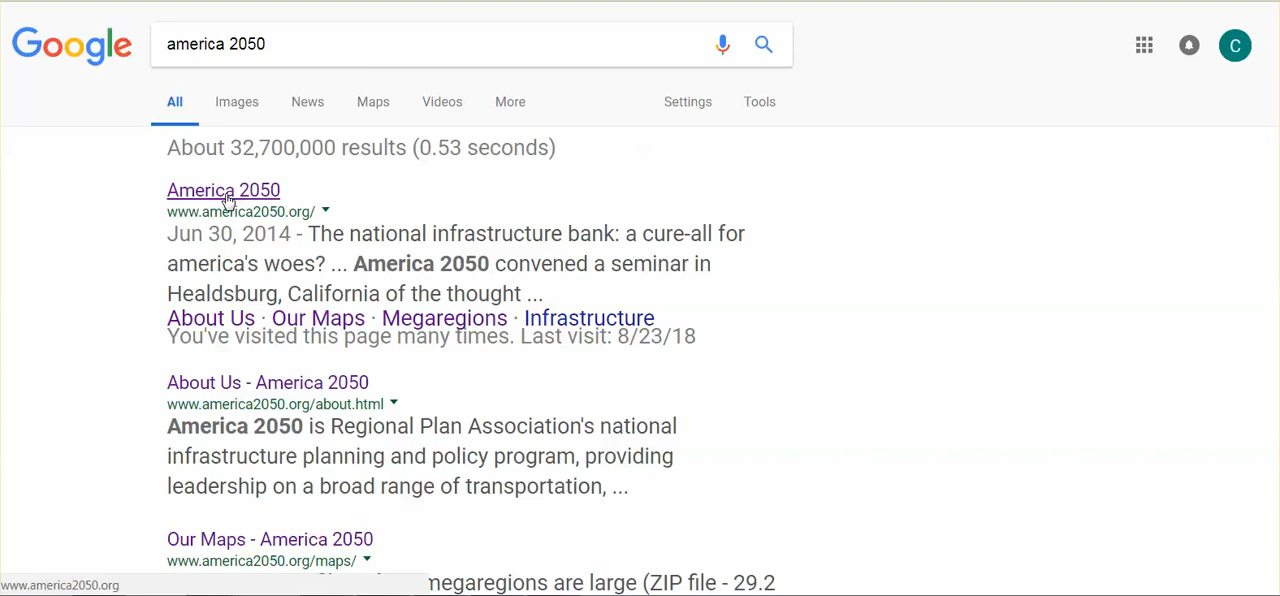 Google
america 2050
C
All Images News Maps Videos More Settings Tools
About 32,700,000 results (0.53 seconds)
America 2050
www.america2050.org/
Jun 30, 2014 - The national infrastructure bank: a cure-all for
america's woes? ... America 2050 convened a seminar in
Healdsburg, California of the thought ...
About Us · Our Maps · Megaregions · Infrastructure
You've visited this page many times. Last visit: 8/23/18
About Us - America 2050
www.america2050.org/about.html
America 2050 is Regional Plan Association's national
infrastructure planning and policy program, providing
leadership on a broad range of transportation, ...
Our Maps - America 2050
www.america2050.org/maps/
megaregions are large (ZIP file - 29.2
www.america2050.org